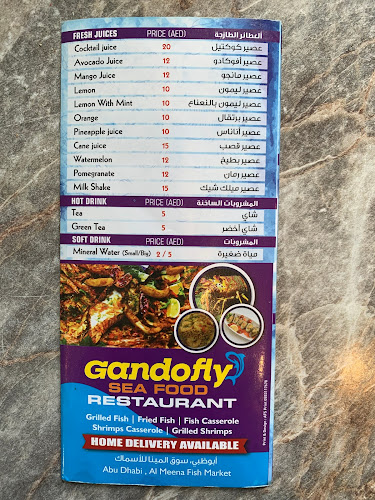 FRESH JUICES PRICE (AED) العطائر الطازجة
Cocktail juice 20 عصير كوكتيل
Avocado Juice 12 عصير أفوكادو
Mango Juice 12 عصير مانجو
Lemon 10 عصير ليمون
Lemon With Mint 10 عصير ليمون بالنعناع
Orange 10 عصير برتقال
Pineapple juice 10 عصير أناناس
Cane juice 15 عصير قصب
Watermelon 12 عصير بطيخ
Pomegranate 12 عصير رمان
Milk Shake 15 عصير ميلك شيك
HOT DRINK PRICE (AED) المشروبات الساخنة
Tea 5 شاي
Green Tea 5 شاي أخضر
SOFT DRINK PRICE (AED) المشروبات
Mineral Water (Small/Big) 2 / 5 مياة صغيرة
Gandofly
SEA FOOD
RESTAURANT
Grilled Fish | Fried Fish | Fish Casserole
Shrimps Casserole | Grilled Shrimps
HOME DELIVERY AVAILABLE
أبوظبي، سوق المينا للأسماك
Abu Dhabi , Al Meena Fish Market